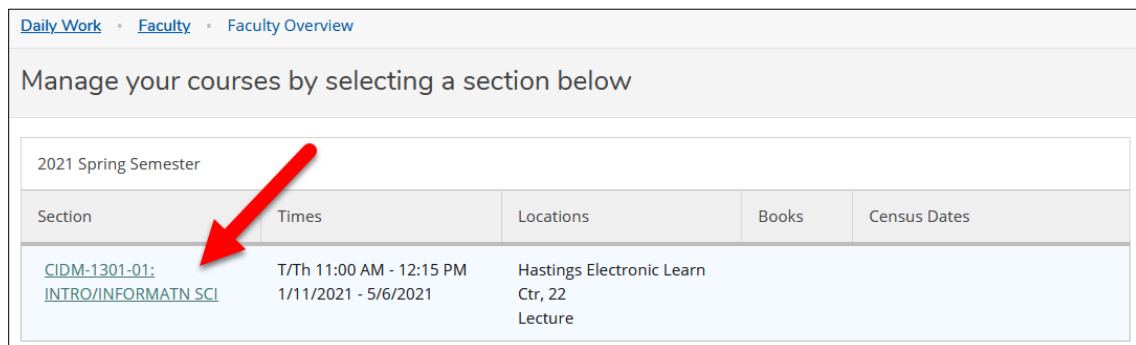 Daily Work • Faculty • Faculty Overview
Manage your courses by selecting a section below
2021 Spring Semester
Section Times Locations Books Census Dates
CIDM-1301-01: T/Th 11:00 AM - 12:15 PM Hastings Electronic Learn
INTRO/INFORMATN SCI 1/11/2021 - 5/6/2021 Ctr, 22
Lecture